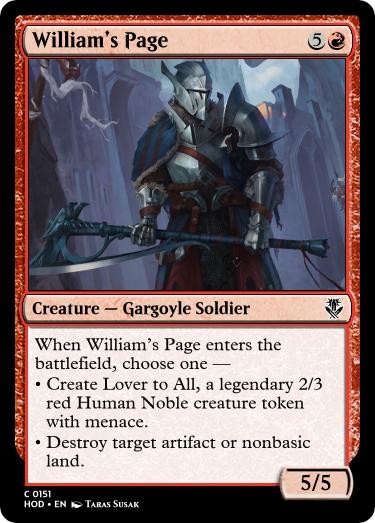 William's Page 5
Creature — Gargoyle Soldier
When William's Page enters the
battlefield, choose one —
• Create Lover to All, a legendary 2/3
red Human Noble creature token
with menace.
• Destroy target artifact or nonbasic
land.
5/5
C 0151
HOD • EN Taras Susak